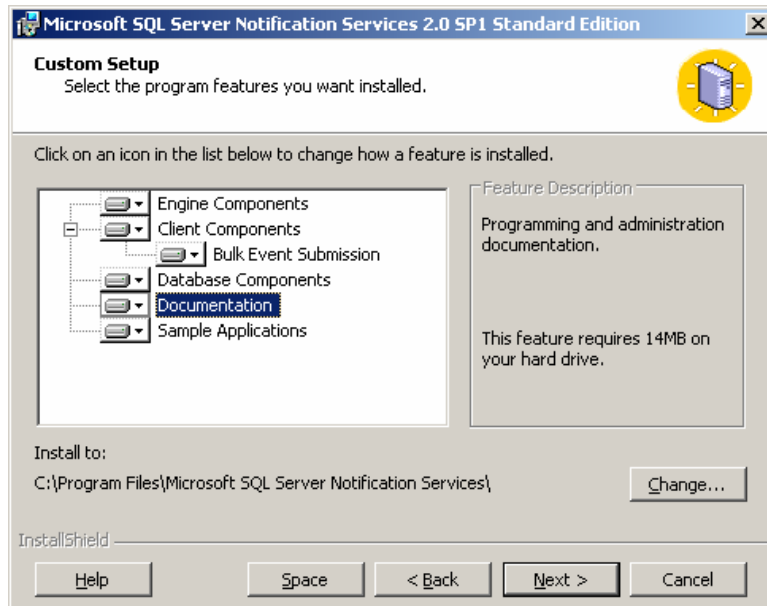 Microsoft SQL Server Notification Services 2.0 SP1 Standard Edition
Custom Setup
Select the program features you want installed.
Click on an icon in the list below to change how a feature is installed.
Engine Components
Client Components
Bulk Event Submission
Database Components
Documentation
Sample Applications
Feature Description
Programming and administration
documentation.
This feature requires 14MB on
your hard drive.
Install to:
C:\Program Files\Microsoft SQL Server Notification Services\
Change...
InstallShield
Help
Space
< Back
Next >
Cancel